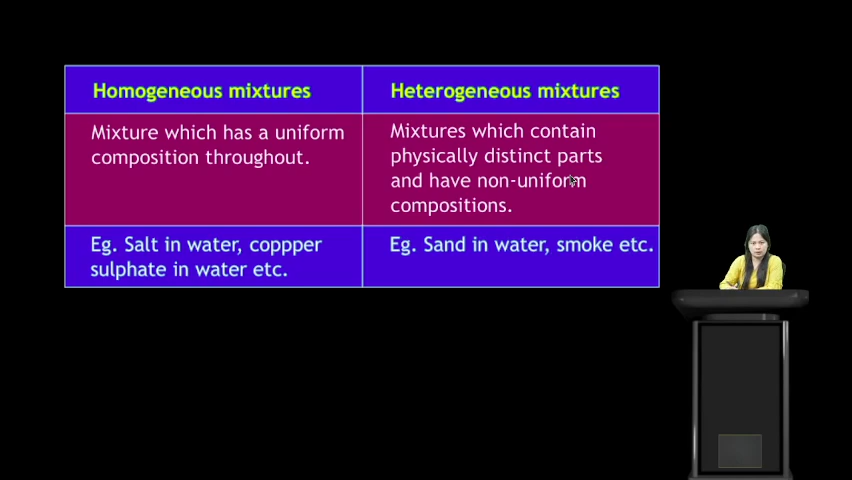 Homogeneous mixtures
Heterogeneous mixtures
Mixture which has a uniform
composition throughout.
Mixtures which contain
physically distinct parts
and have non-uniform
compositions.
Eg. Salt in water, coppper
sulphate in water etc.
Eg. Sand in water, smoke etc.